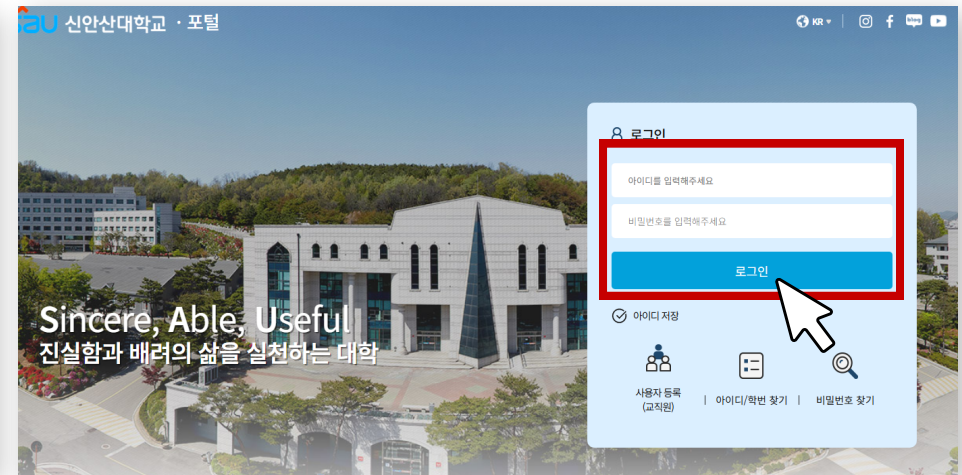 sau 신안산대학교 · 포털
KR
blog
로그인
아이디를 입력해주세요
비밀번호를 입력해주세요
로그인
아이디 저장
사용자 등록
(교직원)
| 아이디/학번 찾기 | 비밀번호 찾기
Sincere, Able, Useful
진실함과 배려의 삶을 실천하는 대학